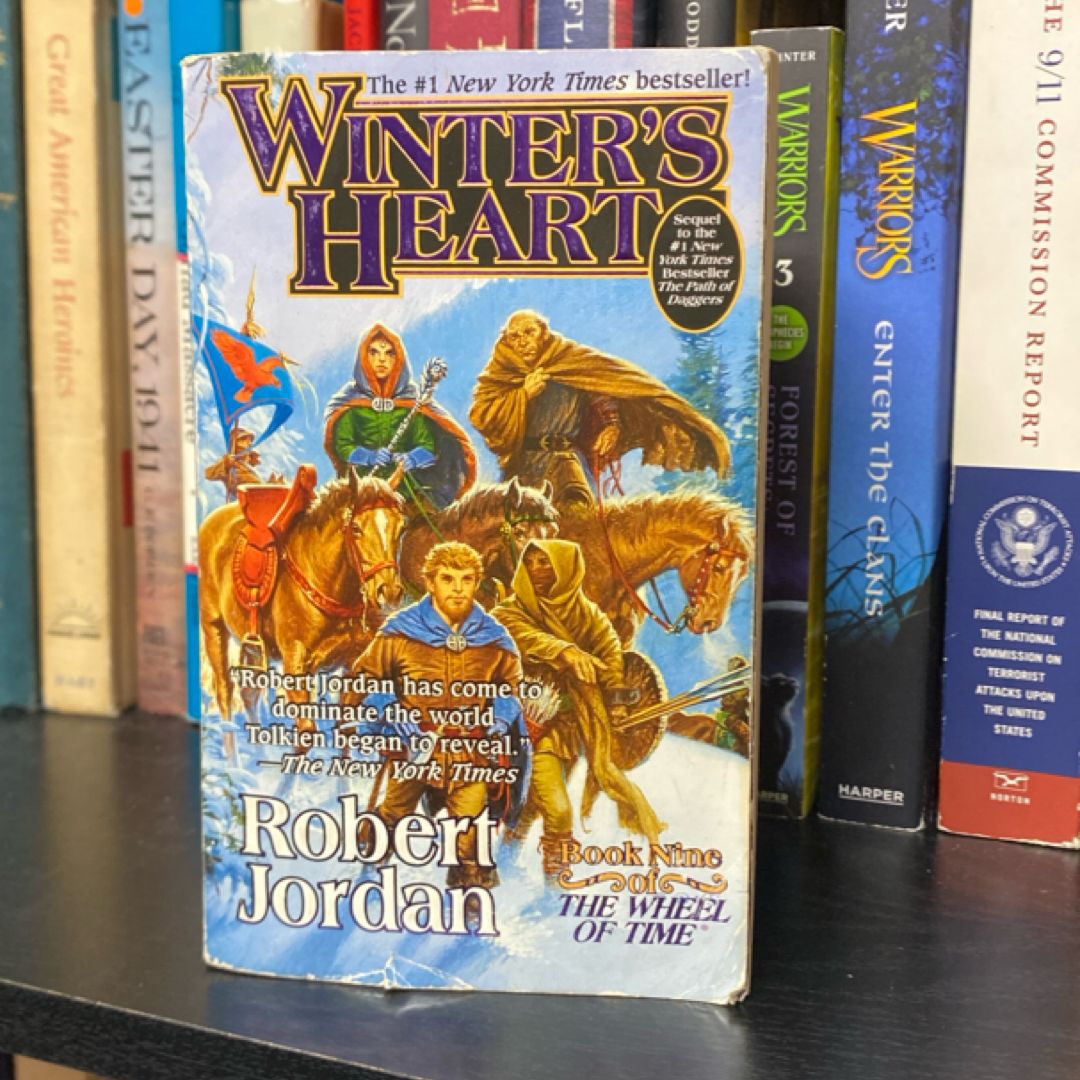 The #1 New York Times bestseller!
WINTER'S
HEART
Sequel
to the
#1 New
York Times
Bestseller
The Path of
Daggers
"Robert Jordan has come to
dominate the world
Tolkien began to reveal."
—The New York Times
Robert
Jordan
Book Nine
of
THE WHEEL
OF TIME
Great American Heroines
EASTER DAY, 1941
WARRIORS
3
FOREST OF
WARRIORS
ENTER THE CLANS
HARPER
9/11 COMMISSION REPORT
FINAL REPORT OF
THE NATIONAL
COMMISSION ON
TERRORIST
ATTACKS UPON
THE UNITED
STATES
NORTON